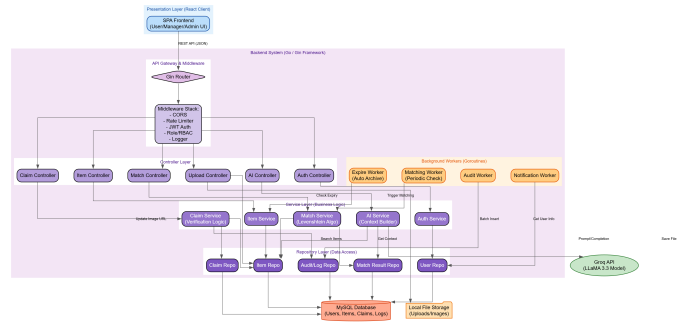 Presentation Layer (React Client)
SPA Frontend
(User/Manager/Admin UI)
REST API (JSON)
Backend System (Go / Gin Framework)
API Gateway & Middleware
Gin Router
Middleware Stack
- CORS
- Rate Limiter
- JWT Auth
- Role/RBAC
- Logger
Controller Layer
Claim Controller
Item Controller
Match Controller
Upload Controller
AI Controller
Auth Controller
Background Workers (Goroutines)
Expire Worker
(Auto Archive)
Matching Worker
(Periodic Check)
Audit Worker
Notification Worker
Check Expiry
Trigger Matching
Service Layer (Business Logic)
Update Image URL
Claim Service
(Verification Logic)
Item Service
Match Service
(Levenshtein Algo)
AI Service
(Context Builder)
Auth Service
Batch Insert
Get User Info
Search Items
Get Context
Prompt/Completion
Save File
Repository Layer (Data Access)
Claim Repo
Item Repo
Audit/Log Repo
Match Result Repo
User Repo
Groq API
(LLaMA 3.3 Model)
MySQL Database
(Users, Items, Claims, Logs)
Local File Storage
(Uploads/Images)